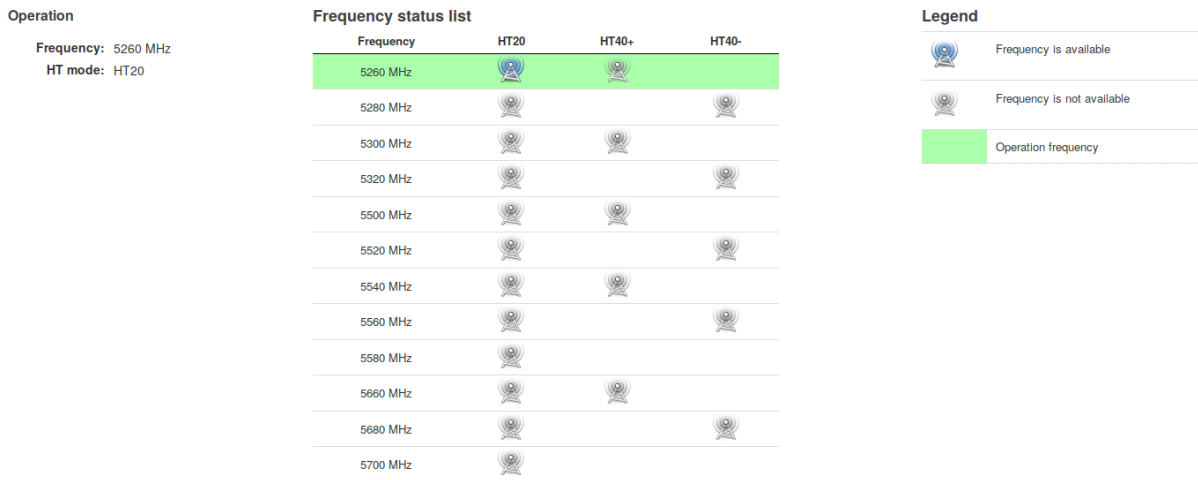 Operation
Frequency: 5260 MHz
HT mode: HT20
Frequency status list
Frequency HT20 HT40+ HT40-
5260 MHz
5280 MHz
5300 MHz
5320 MHz
5500 MHz
5520 MHz
5540 MHz
5560 MHz
5580 MHz
5660 MHz
5680 MHz
5700 MHz
Legend
Frequency is available
Frequency is not available
Operation frequency